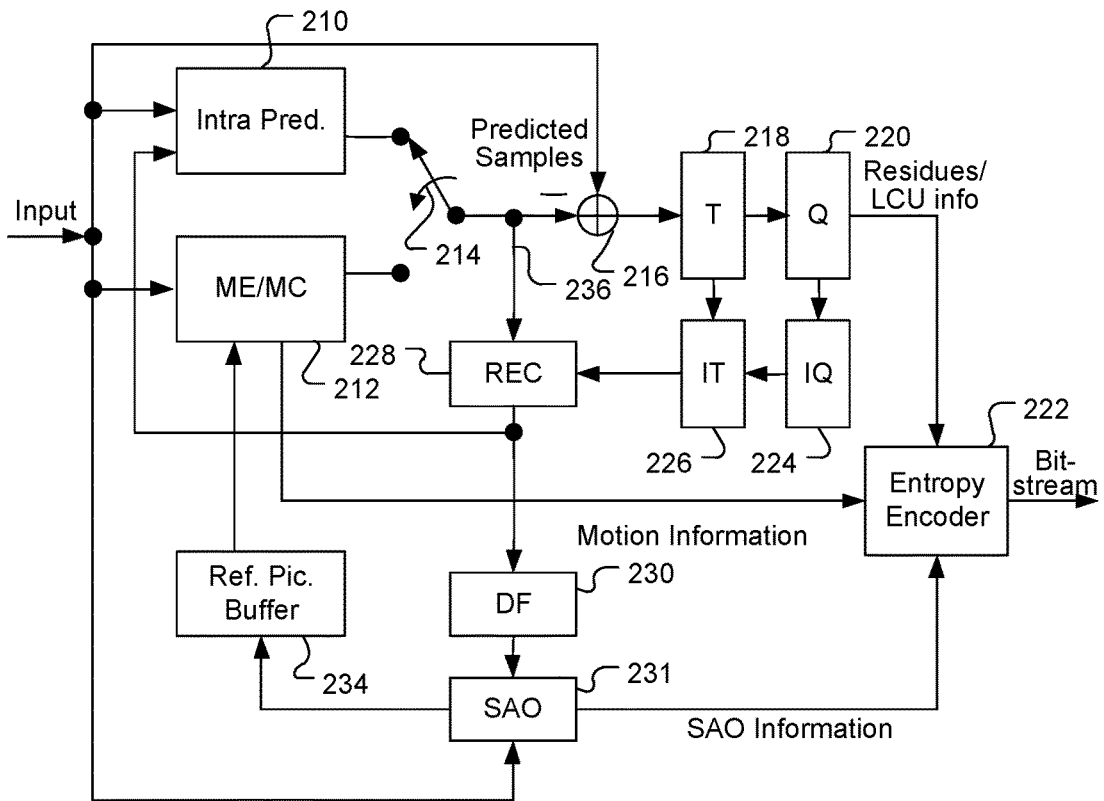 210
Intra Pred.
Predicted
Samples
218
220
Residues/
LCU info
Input
T
Q
214
216
ME/MC
236
228
REC
IT
IQ
212
222
226
224
Bit-
stream
Entropy
Encoder
Motion Information
Ref. Pic.
Buffer
230
DF
234
231
SAO
SAO Information